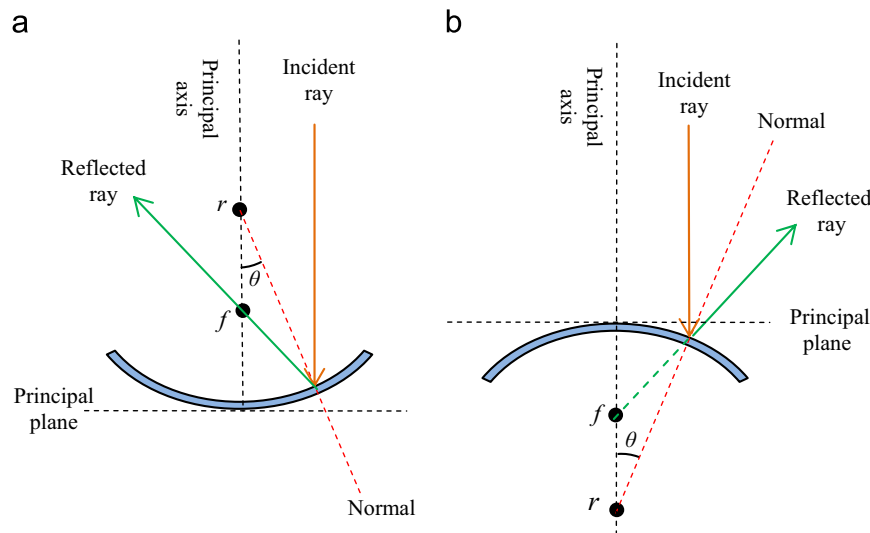 a
Principal
axis
Incident
ray
Reflected
ray
r
θ
f
Principal
plane
Normal
b
Principal
axis
Incident
ray
Normal
Reflected
ray
Principal
plane
f
θ
r